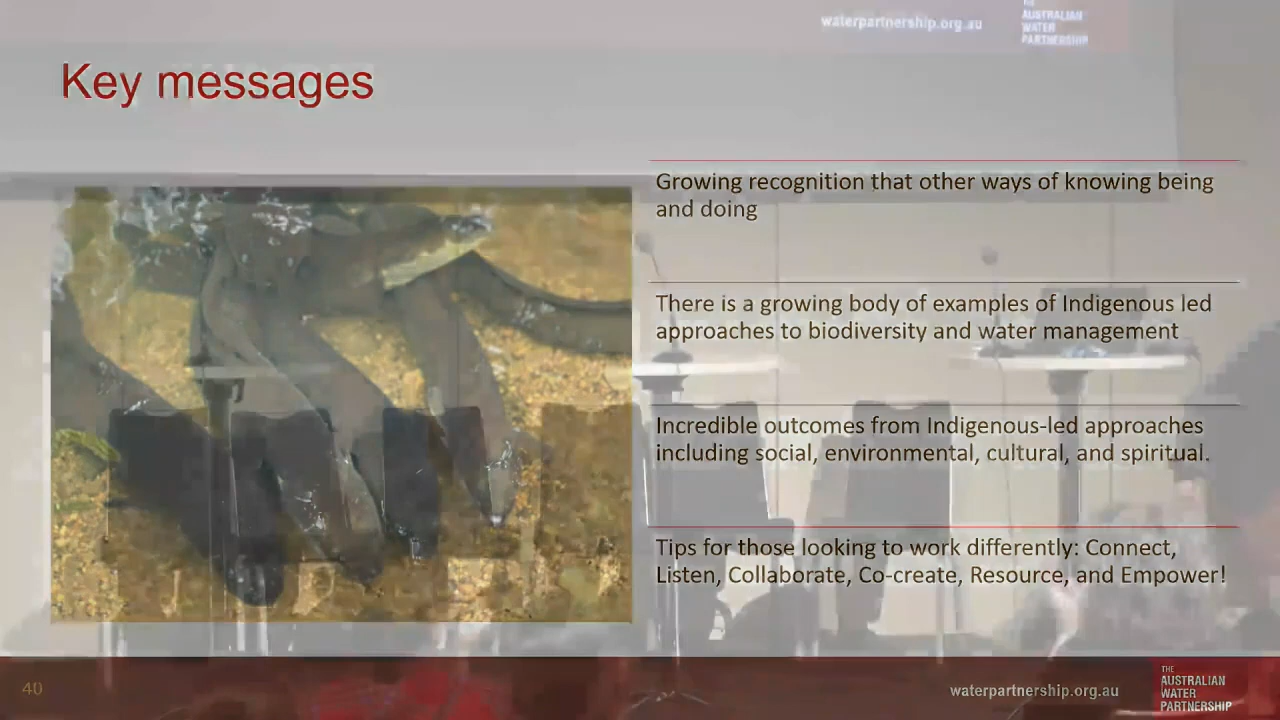 waterpartnership.org.au
THE
AUSTRALIAN
WATER
PARTNERSHIP
Key messages
Growing recognition that other ways of knowing being
and doing
There is a growing body of examples of Indigenous led
approaches to biodiversity and water management
Incredible outcomes from Indigenous-led approaches
including social, environmental, cultural, and spiritual.
Tips for those looking to work differently: Connect,
Listen, Collaborate, Co-create, Resource, and Empower!
40
waterpartnership.org.au
THE
AUSTRALIAN
WATER
PARTNERSHIP